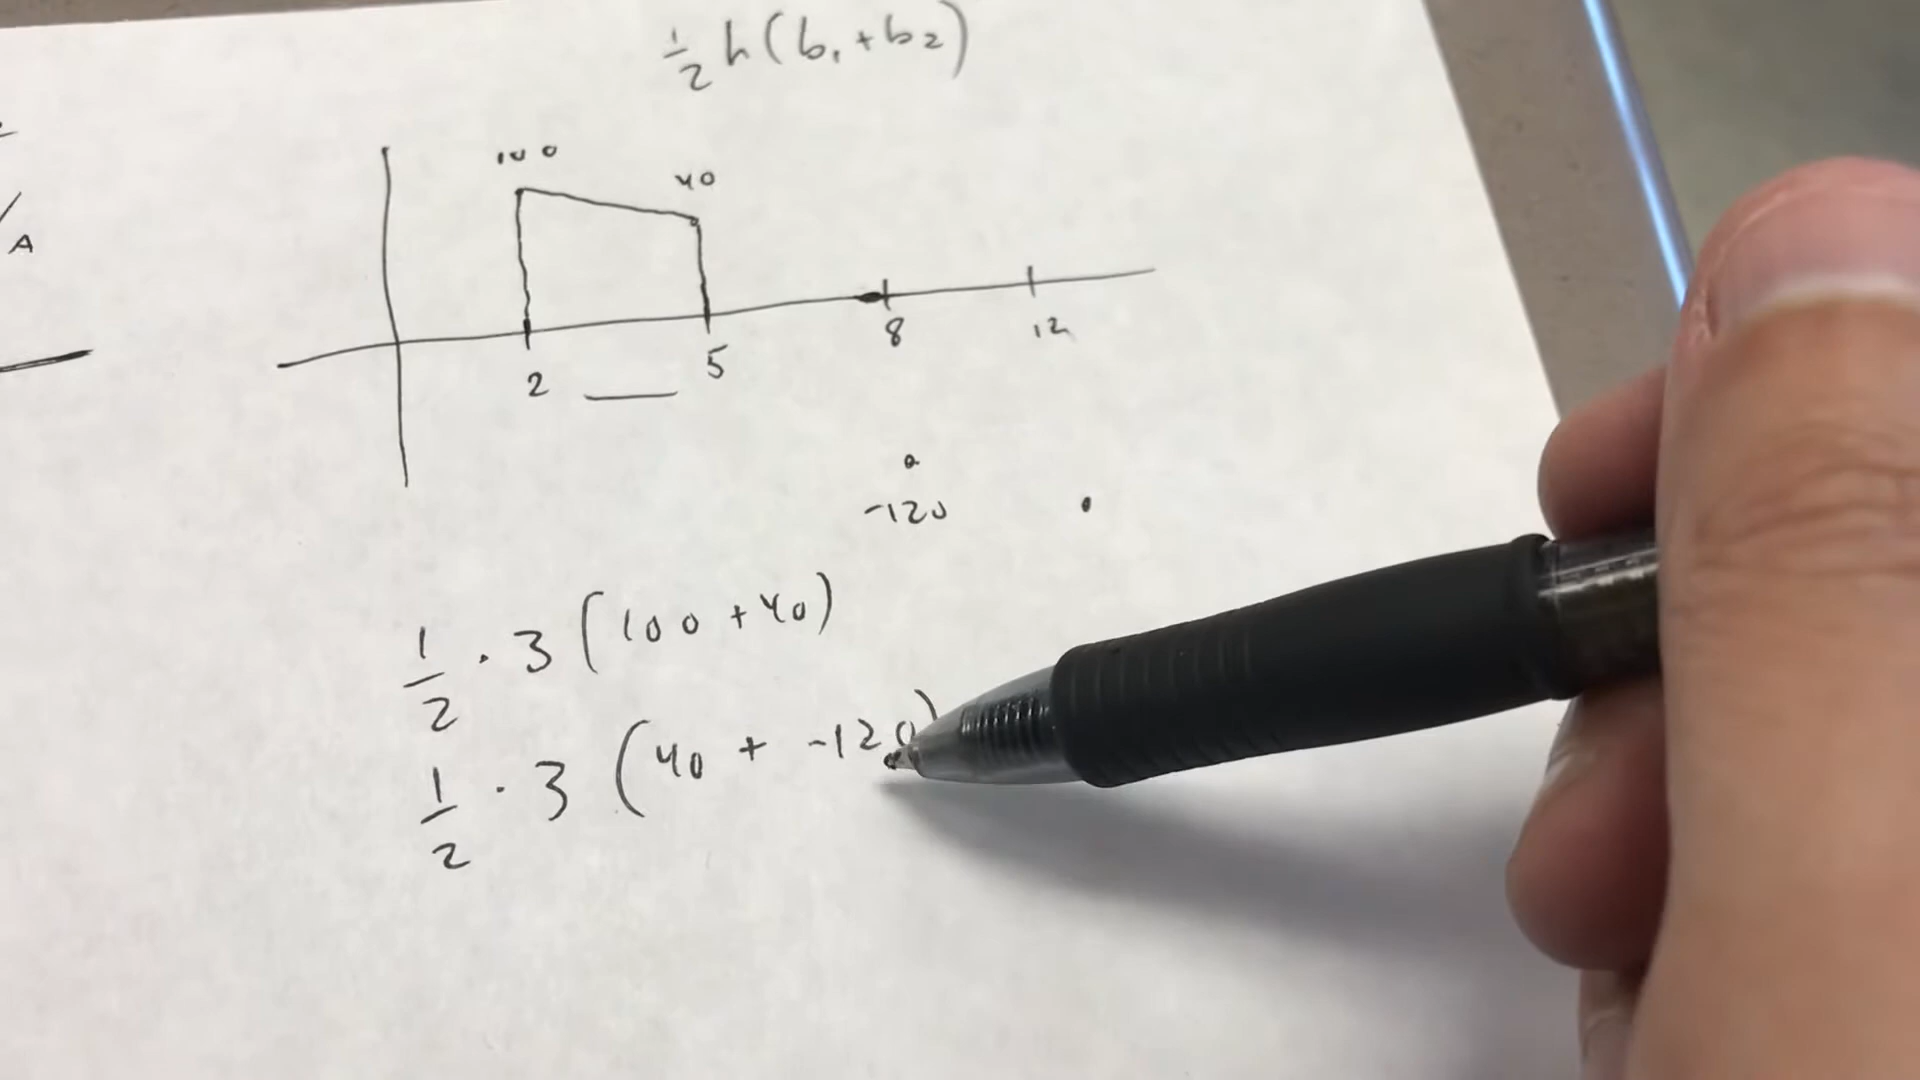 ½ h (b₁ + b₂)
100
40
A
8
12
2
5
-120
1/2 · 3 (100 + 40)
1/2 · 3 (40 + -120)